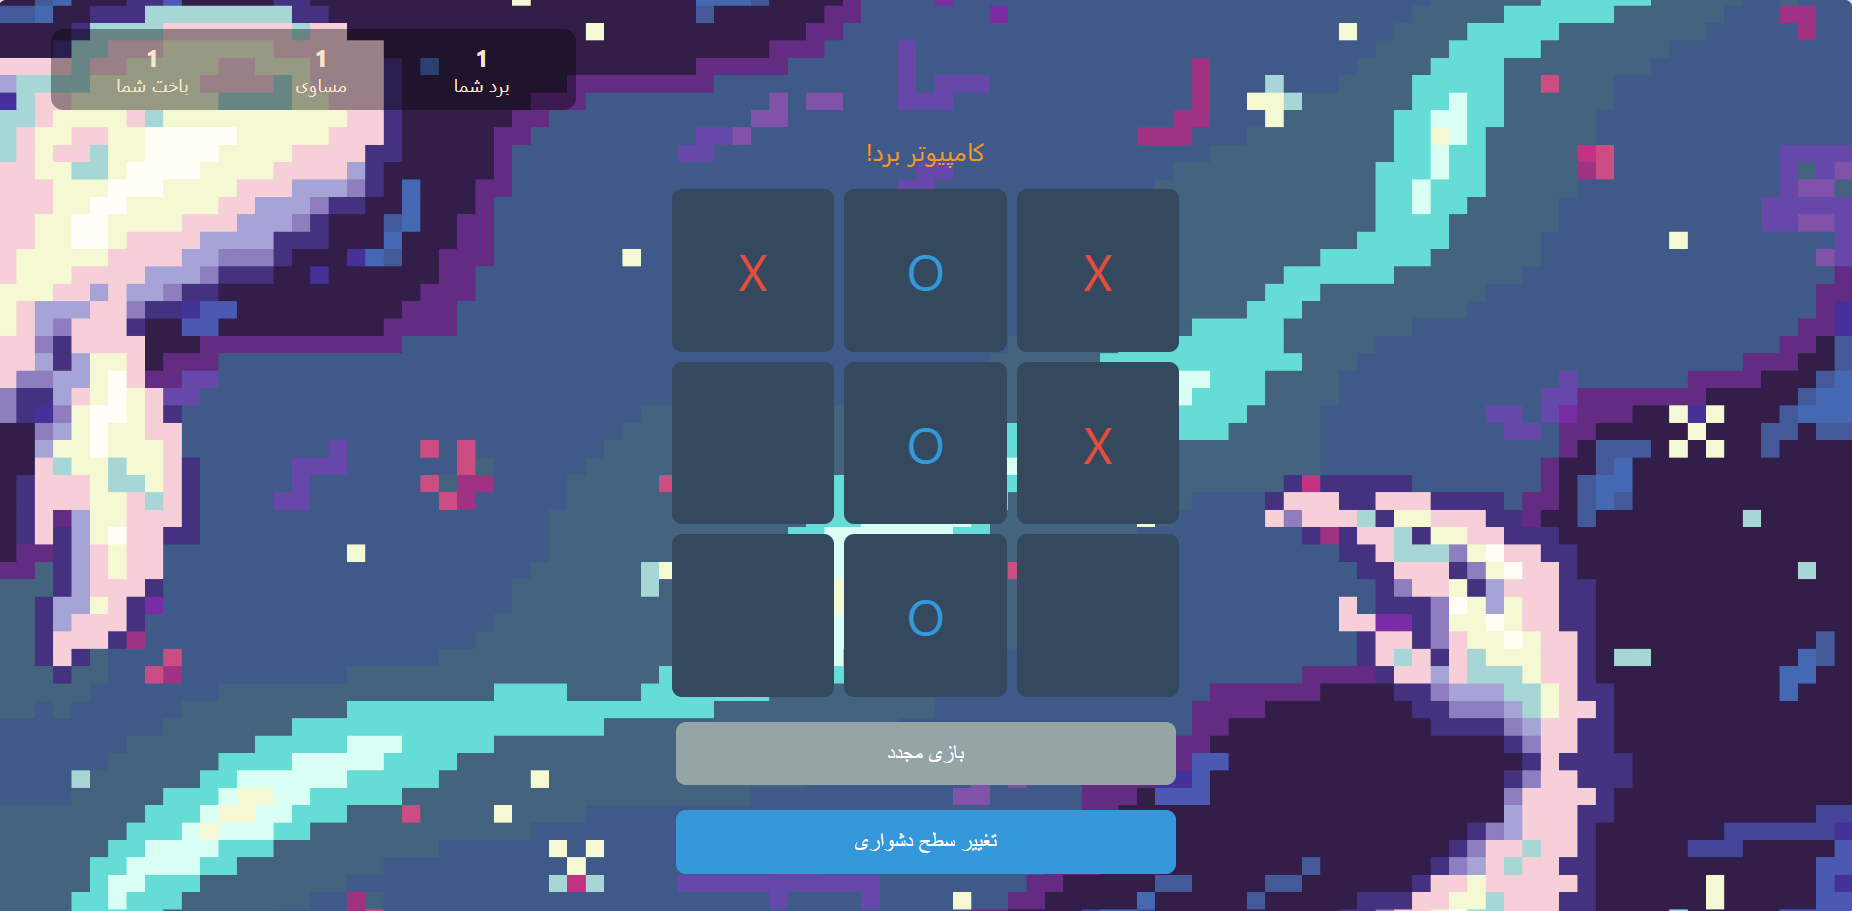 1 1 1
برد شما مساوی باخت شما
کامپیوتر برد!
X O X
O X
O
بازی مجدد
تغییر سطح دشواری